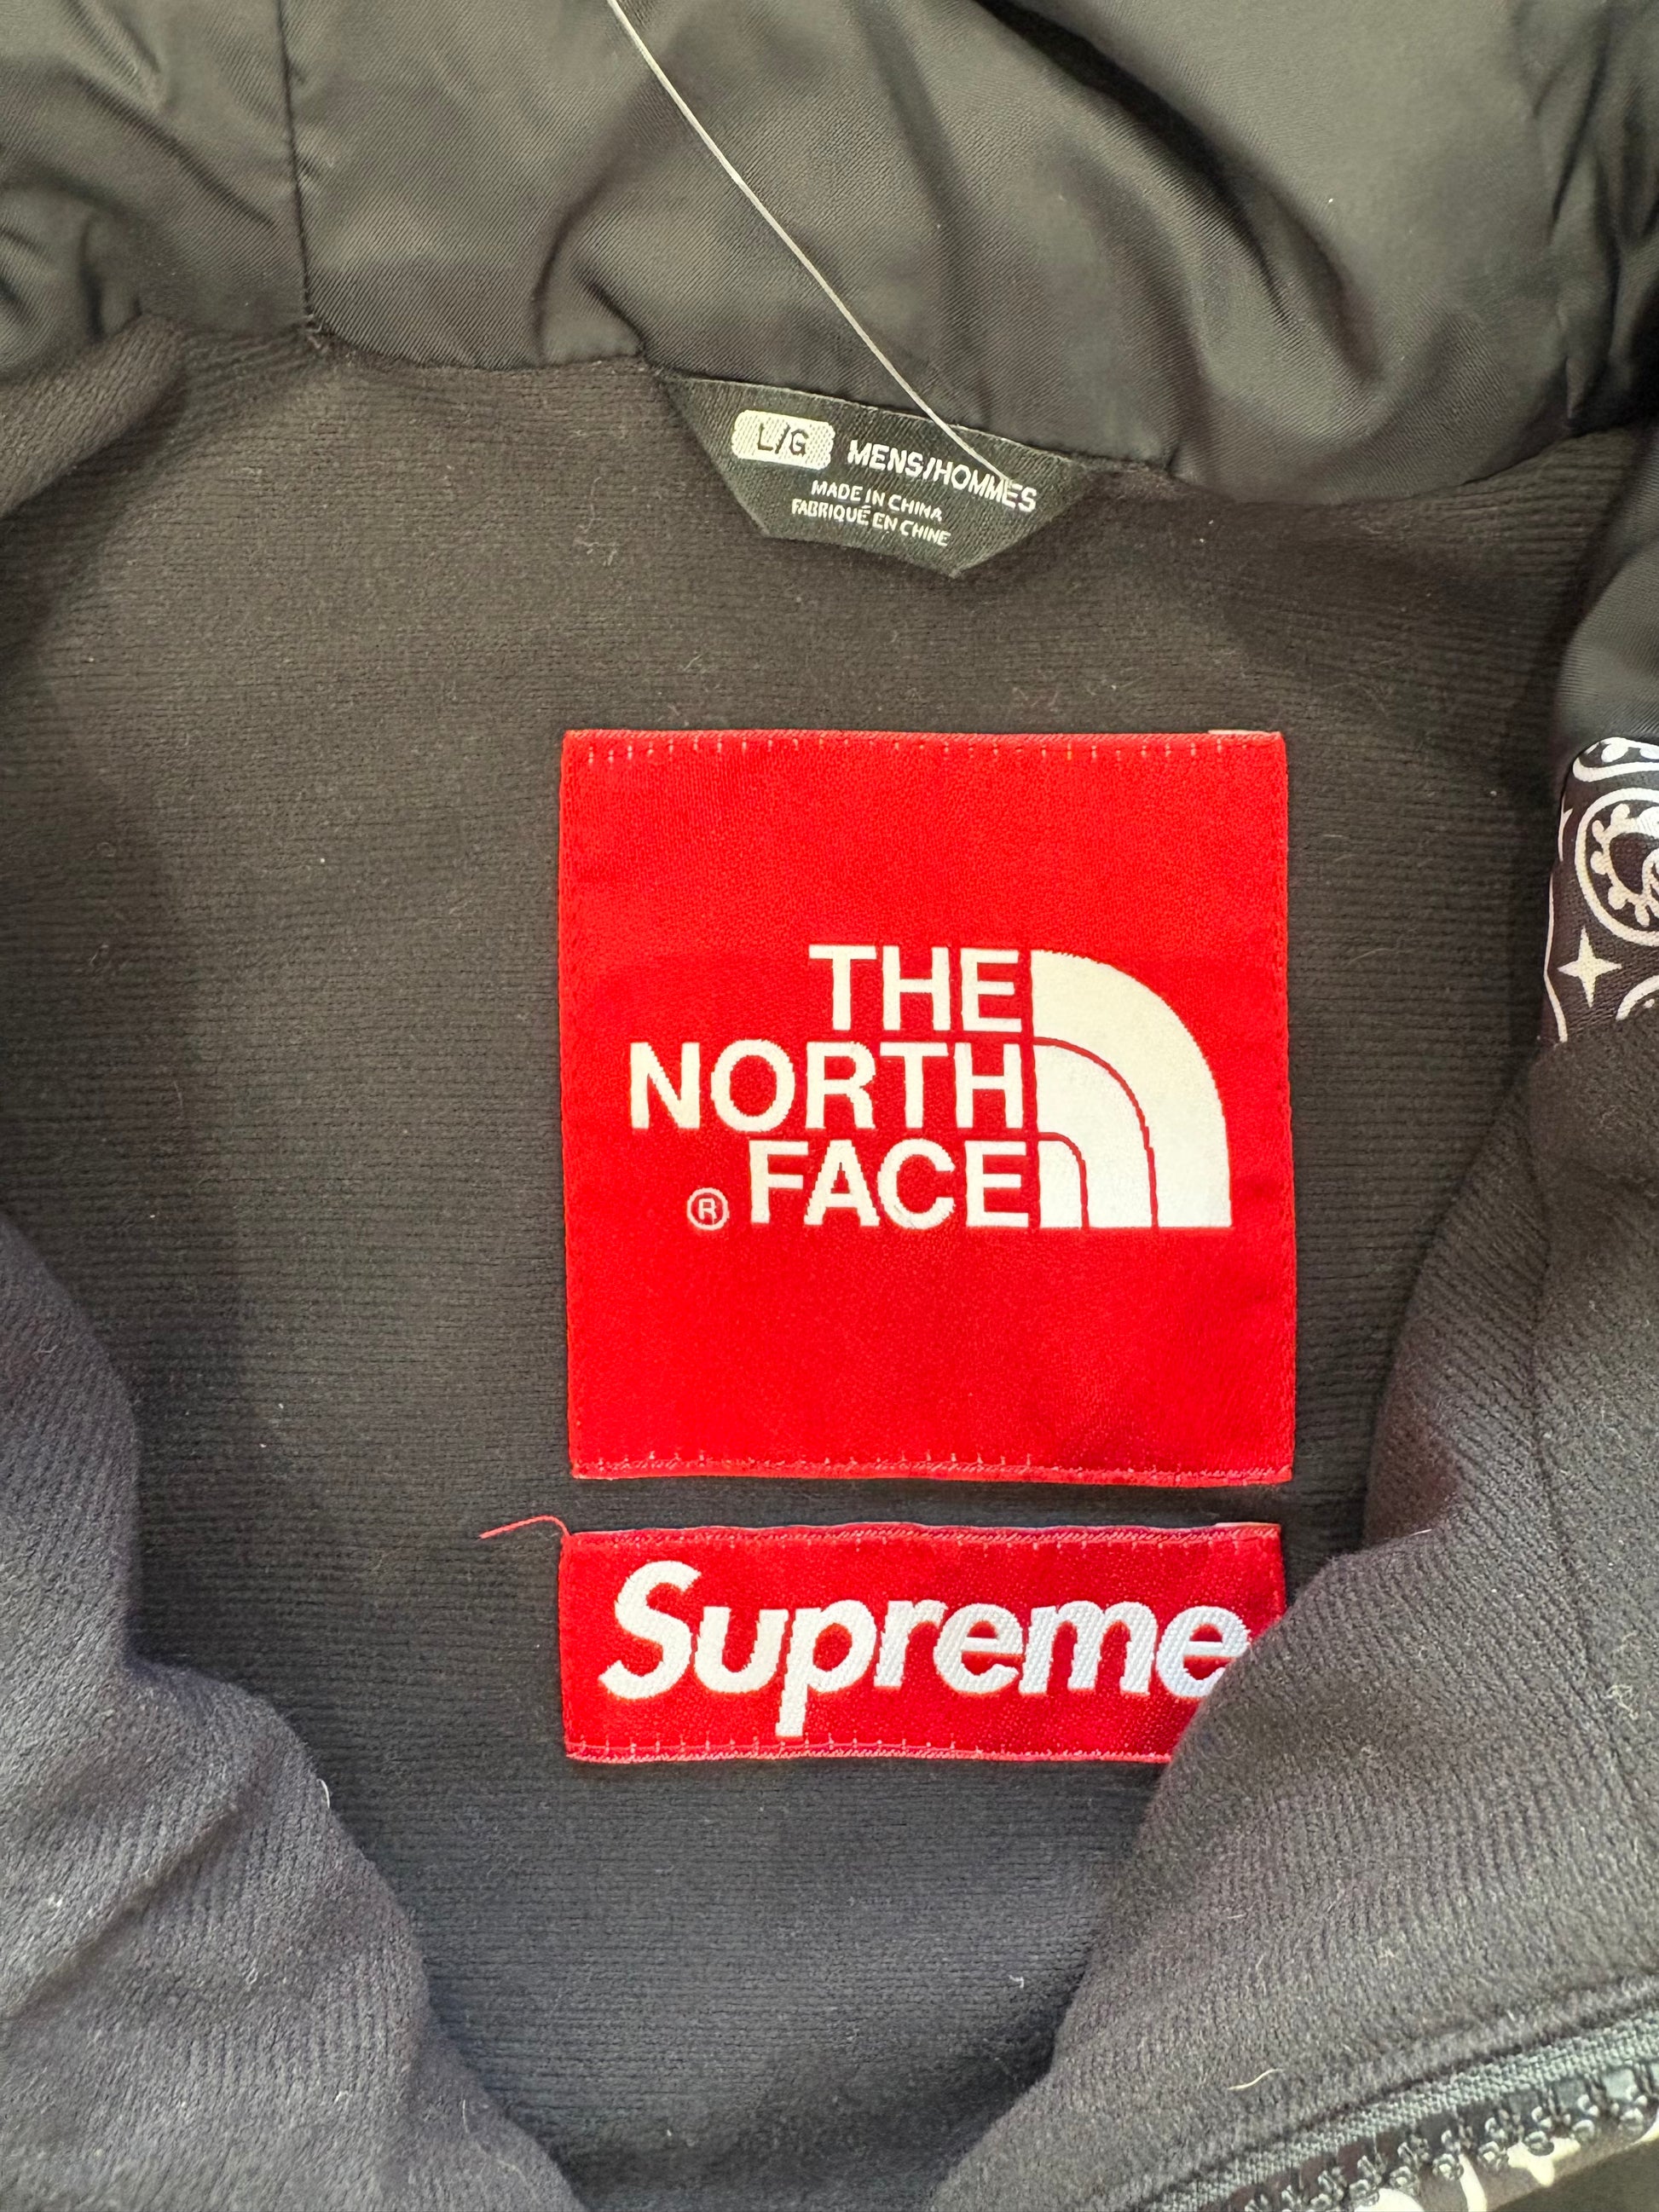 L/G MENS/HOMMES
MADE IN CHINA
FABRIQUÉ EN CHINE
THE
NORTH
FACE
®
Supreme